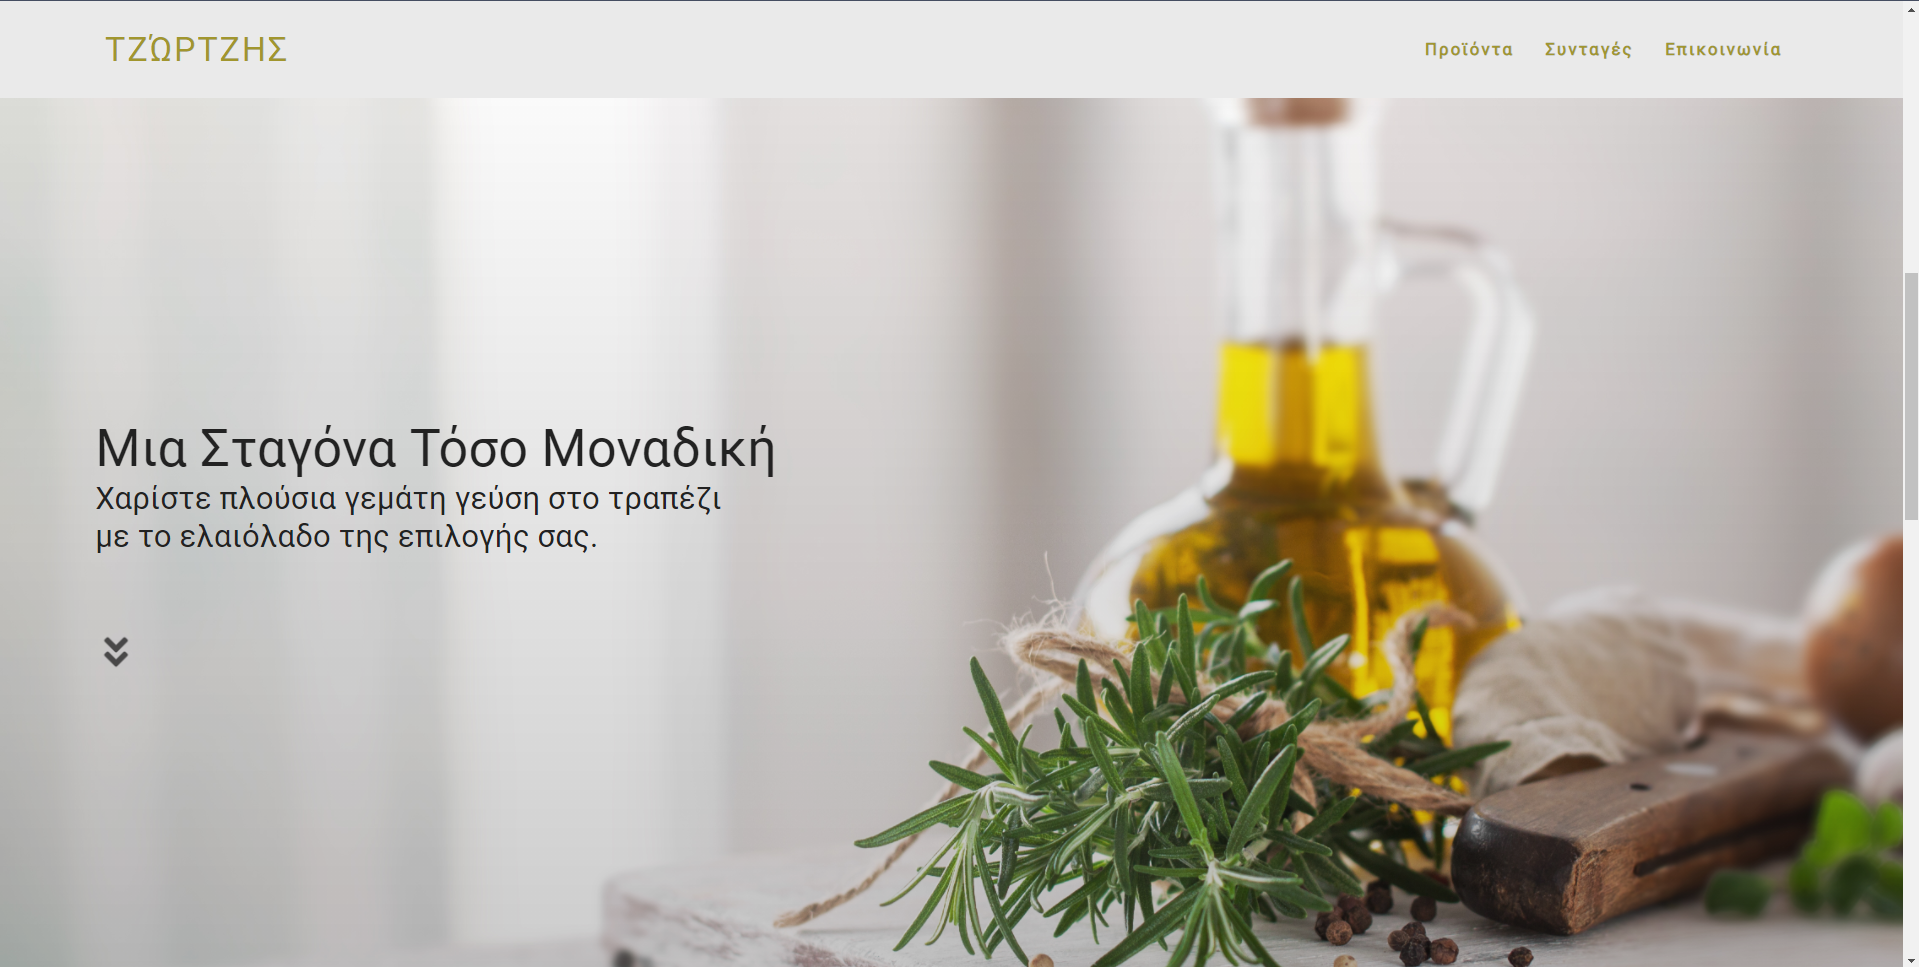 ΤΖΏΡΤΖΗΣ
Προϊόντα Συνταγές Επικοινωνία
Μια Σταγόνα Τόσο Μοναδική
Χαρίστε πλούσια γεμάτη γεύση στο τραπέζι
με το ελαιόλαδο της επιλογής σας.